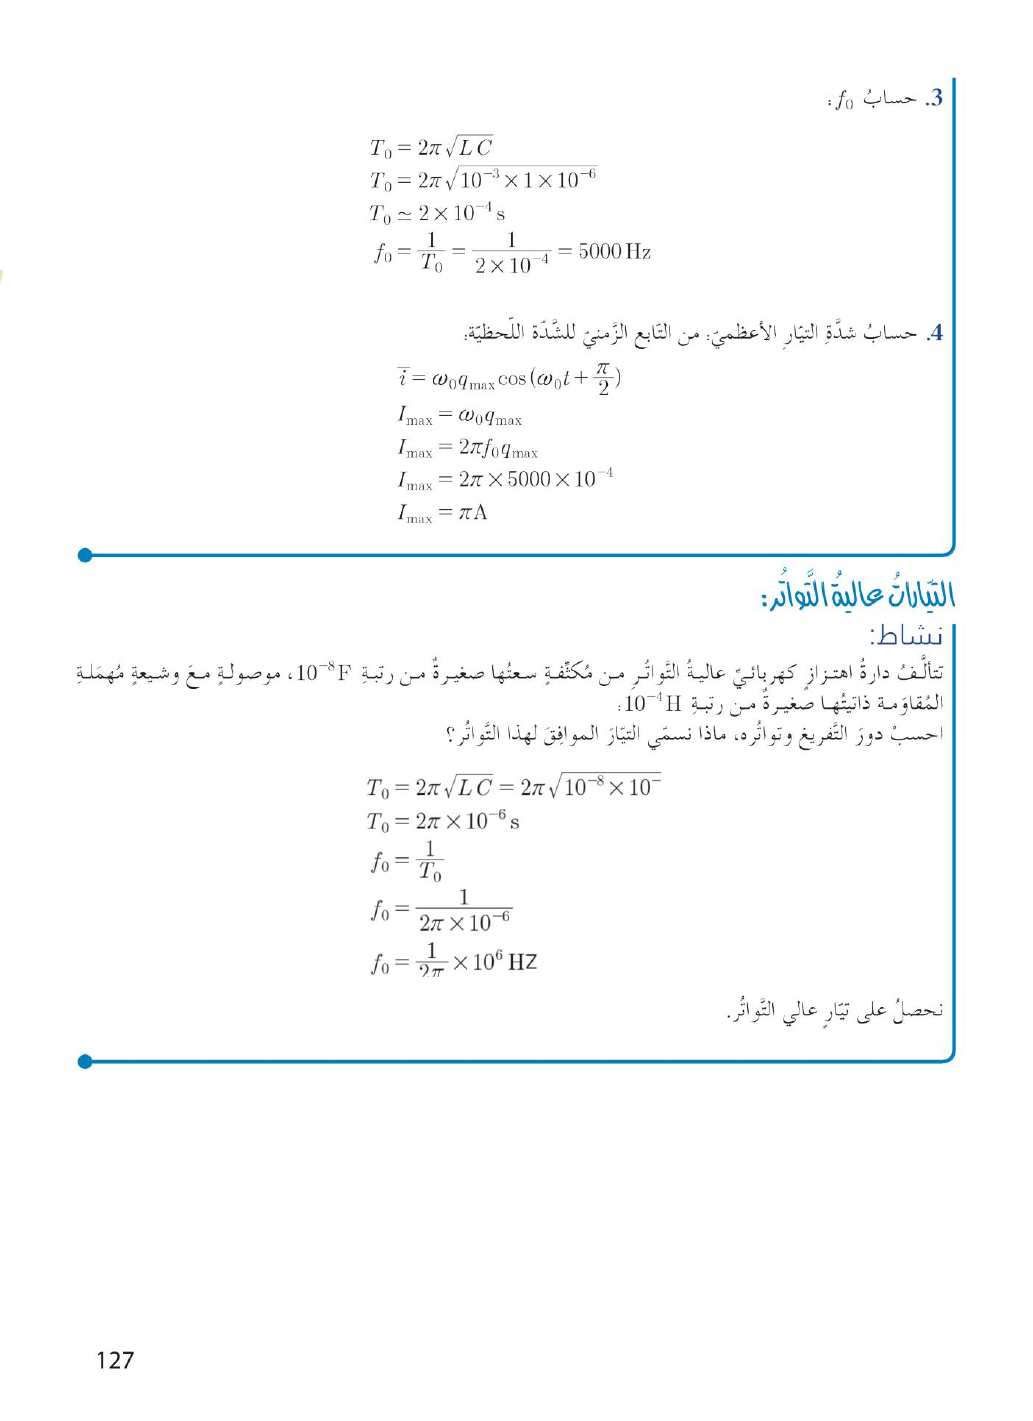 3. حسابُ f₀:
T₀ = 2π√(L C)
T₀ = 2π√(10⁻³ × 1 × 10⁻⁶)
T₀ ≃ 2 × 10⁻⁴ s
f₀ = 1/T₀ = 1/(2 × 10⁻⁴) = 5000 Hz
4. حسابُ شدَّةِ التيّارِ الأعظميّ: من التّابع الزَّمنيّ للشَّدّة اللّحظيّة:
i̅ = ω₀q_max cos(ω₀t + π/2)
I_max = ω₀q_max
I_max = 2πf₀q_max
I_max = 2π × 5000 × 10⁻⁴
I_max = πA
التيّاراتُ عاليةُ التَّواتُر:
نشاط:
تتألَّفُ دارةُ اهتزازٍ كهربائيّ عاليةُ التَّواتُرِ من مُكثِّفةٍ سعتُها صغيرةٌ من رتبةِ 10⁻⁸F، موصولةٍ معَ وشيعةٍ مُهمَلةِ
المُقاوَمة ذاتيتُها صغيرةٌ من رتبةِ 10⁻⁴H:
احسبْ دورَ التَّفريغ وتواتُره، ماذا نسمّي التيّارَ الموافِقَ لهذا التَّواتُر؟
T₀ = 2π√(L C) = 2π√(10⁻⁸ × 10⁻)
T₀ = 2π × 10⁻⁶ s
f₀ = 1/T₀
f₀ = 1/(2π × 10⁻⁶)
f₀ = 1/2π × 10⁶ HZ
نحصلُ على تيّارٍ عالي التَّواتُر.
127